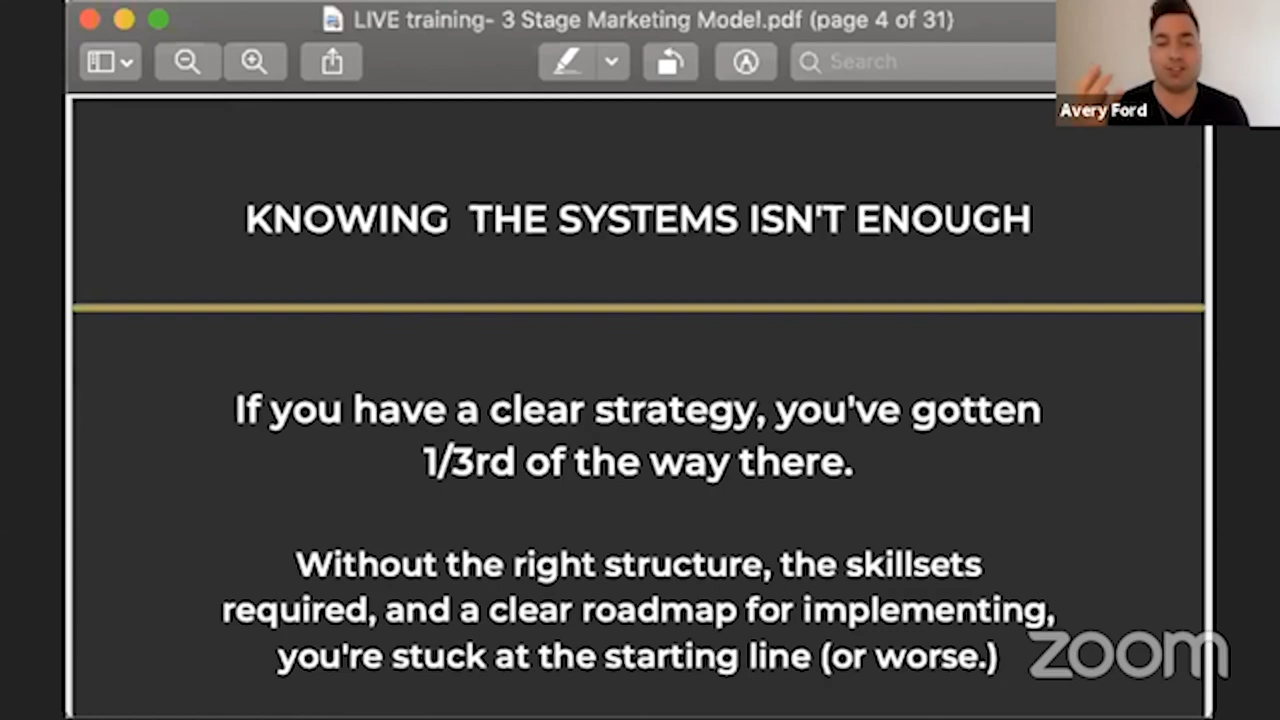 LIVE training- 3 Stage Marketing Model.pdf (page 4 of 31)
Search
Avery Ford
KNOWING THE SYSTEMS ISN'T ENOUGH
If you have a clear strategy, you've gotten
1/3rd of the way there.
Without the right structure, the skillsets
required, and a clear roadmap for implementing,
you're stuck at the starting line (or worse.)
zoom